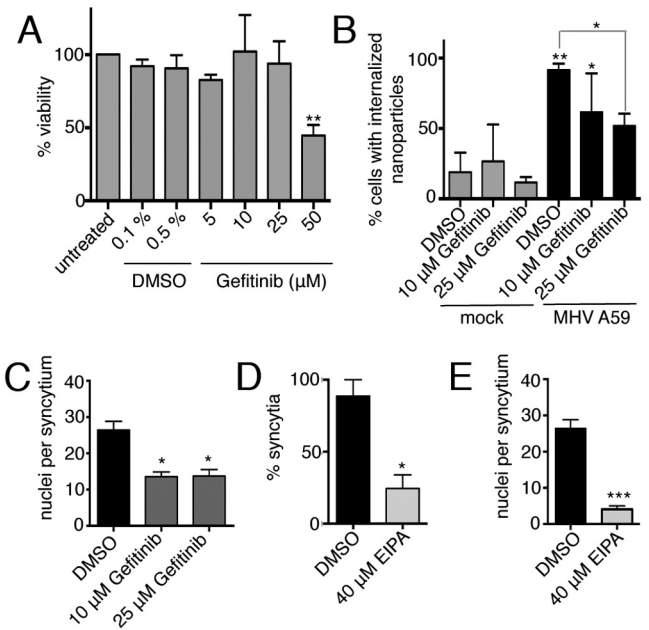 A
% viability
100
50
0
**
untreated
0.1 %
0.5 %
5
10
25
50
DMSO
Gefitinib (μM)
B
% cells with internalized
nanoparticles
100
50
0
*
**
*
DMSO
10 μM Gefitinib
25 μM Gefitinib
DMSO
10 μM Gefitinib
25 μM Gefitinib
mock
MHV A59
C
nuclei per syncytium
40
30
20
10
0
*
*
DMSO
10 μM Gefitinib
25 μM Gefitinib
D
% syncytia
100
50
0
*
DMSO
40 μM EIPA
E
nuclei per syncytium
40
30
20
10
0
***
DMSO
40 μM EIPA